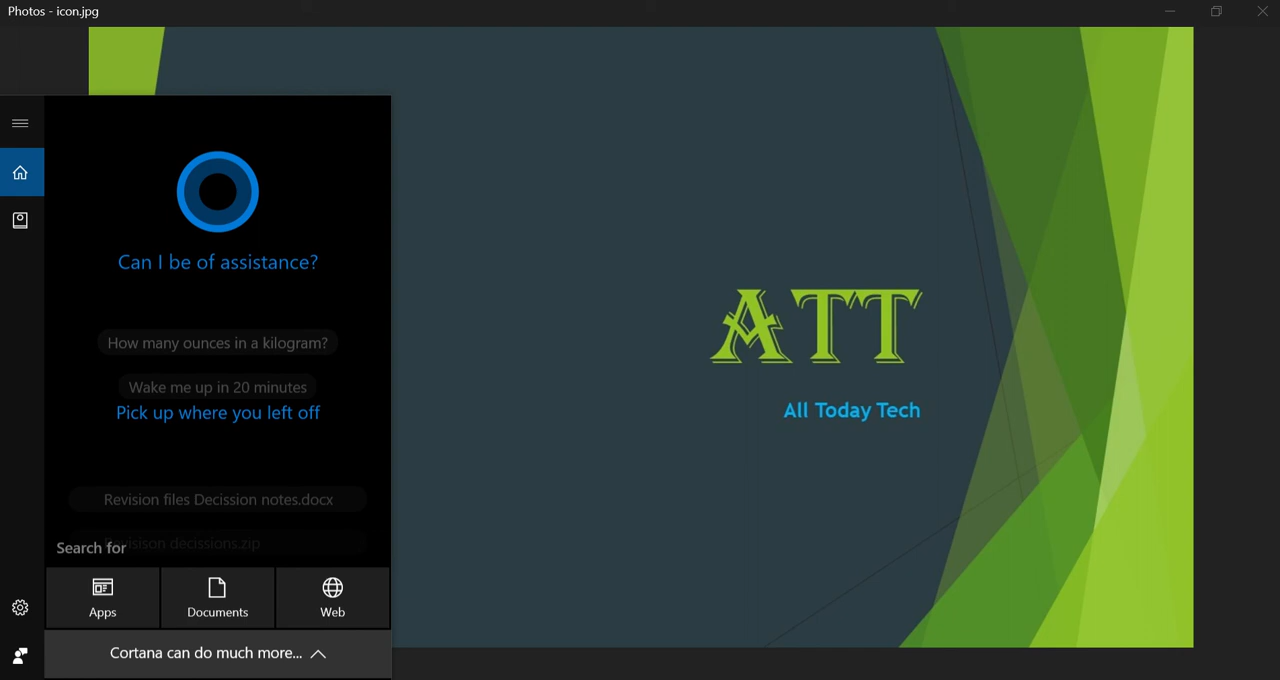 Photos - icon.jpg
Can I be of assistance?
How many ounces in a kilogram?
Wake me up in 20 minutes
Pick up where you left off
Revision files Decission notes.docx
Revisison decissions.zip
Search for
Apps
Documents
Web
Cortana can do much more...
ATT
All Today Tech